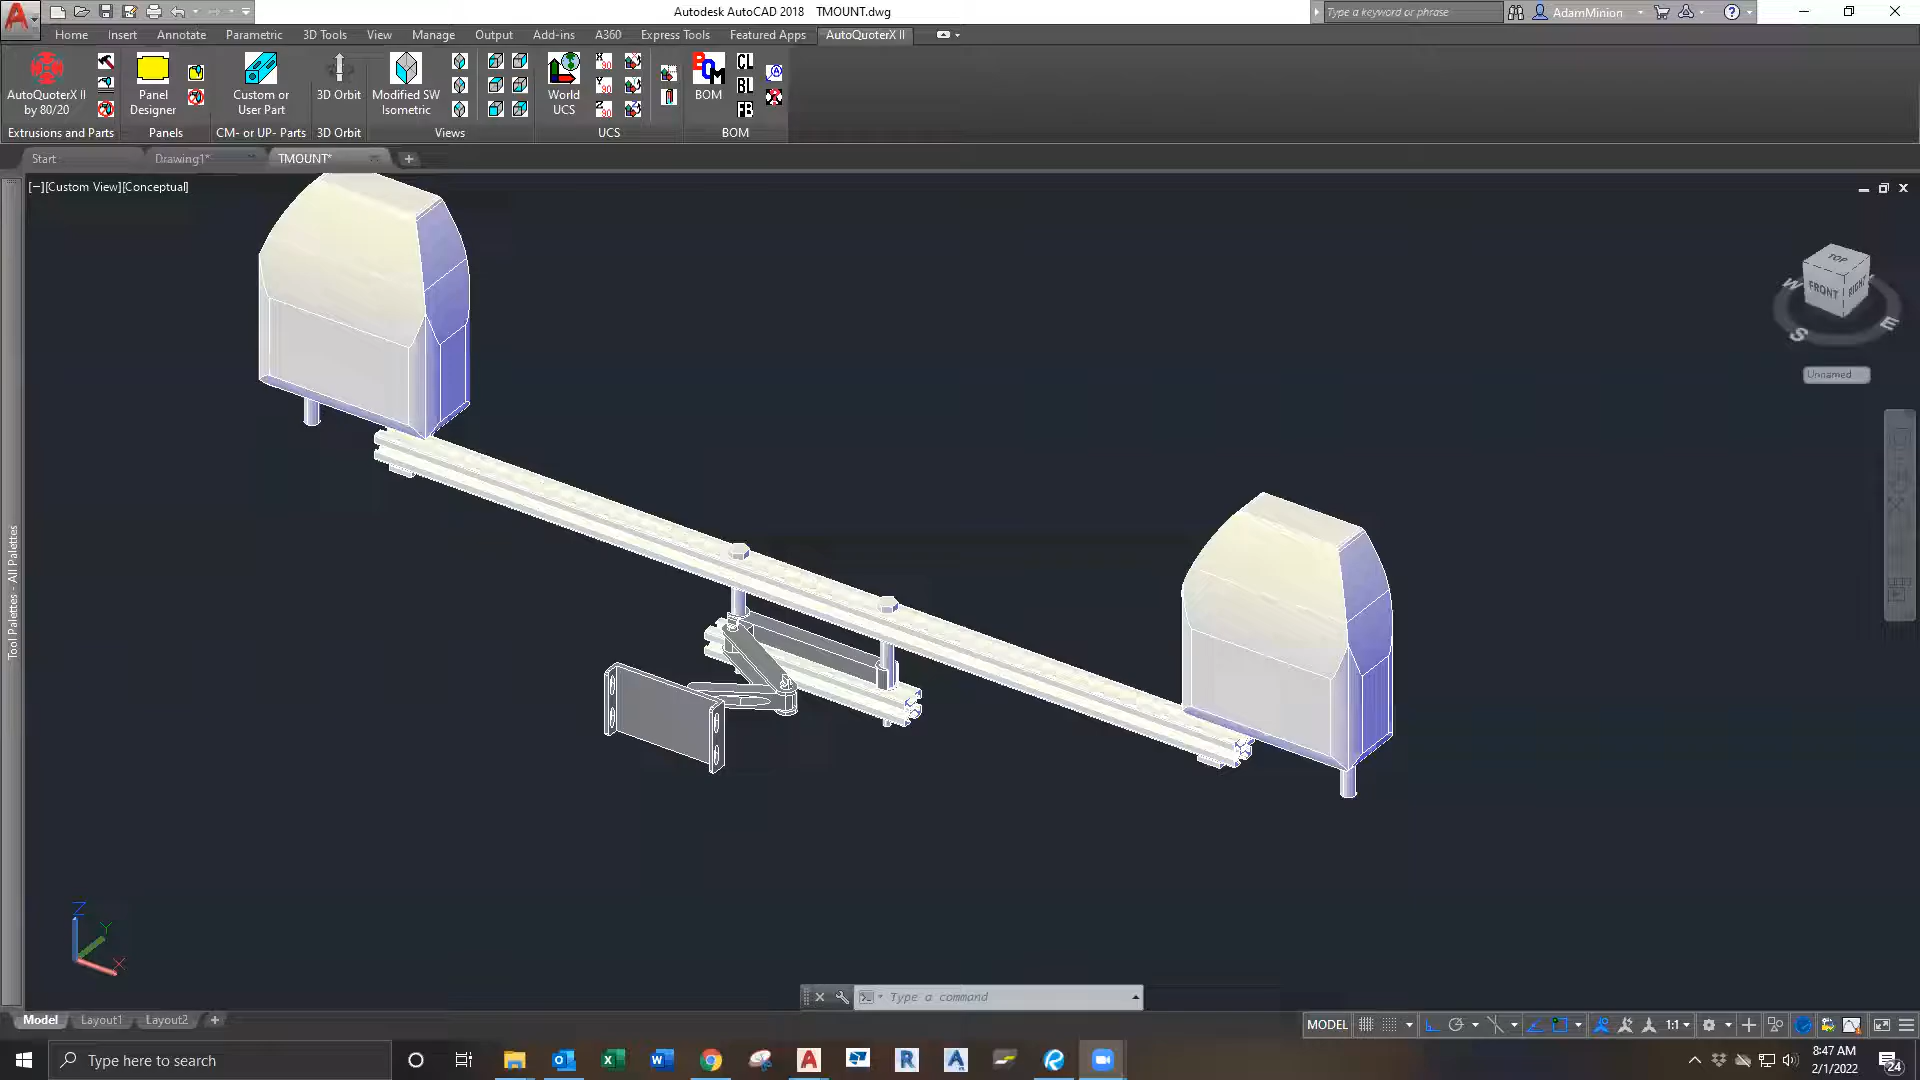 Autodesk AutoCAD 2018 TMOUNT.dwg
Type a keyword or phrase
AdamMinion
Home Insert Annotate Parametric 3D Tools View Manage Output Add-ins A360 Express Tools Featured Apps AutoQuoterX II
AutoQuoterX II
by 80/20
Panel
Designer
Custom or
User Part
3D Orbit
Modified SW
Isometric
World
UCS
X
90
Y
90
Z
90
BOM
BOM
CL
BL
FB
Extrusions and Parts Panels CM- or UP- Parts 3D Orbit Views UCS BOM
Start Drawing1* TMOUNT*
[−][Custom View][Conceptual]
TOP
FRONT
RIGHT
W
S
E
Unnamed
Tool Palettes - All Palettes
Z
Y
X
Type a command
Model Layout1 Layout2
MODEL 1:1
Type here to search
8:47 AM
2/1/2022
24